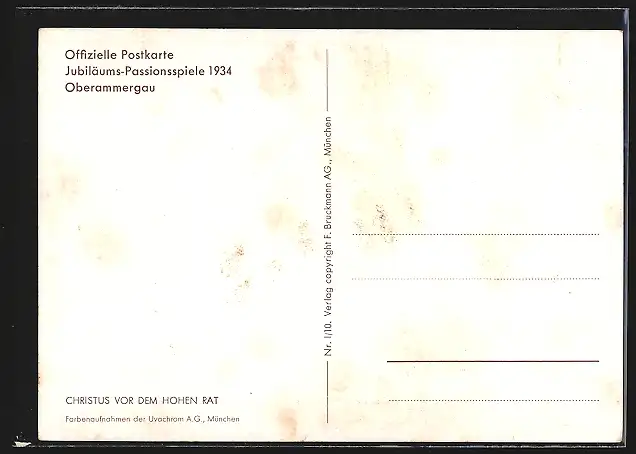 Offizielle Postkarte
Jubiläums-Passionsspiele 1934
Oberammergau
CHRISTUS VOR DEM HOHEN RAT
Farbenaufnahmen der Uvachrom A.G., München
Nr. I/10. Verlag copyright F. Bruckmann AG., München